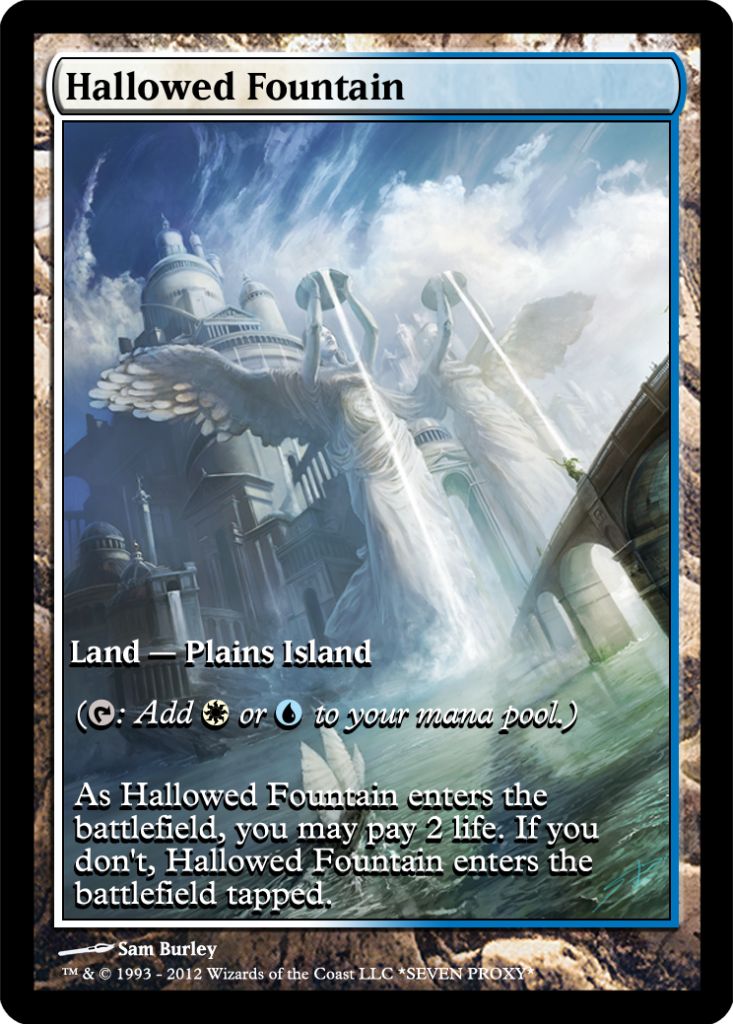 Hallowed Fountain
Land — Plains Island
(: Add or to your mana pool.)
As Hallowed Fountain enters the
battlefield, you may pay 2 life. If you
don't, Hallowed Fountain enters the
battlefield tapped.
Sam Burley
™ & © 1993 - 2012 Wizards of the Coast LLC *SEVEN PROXY*